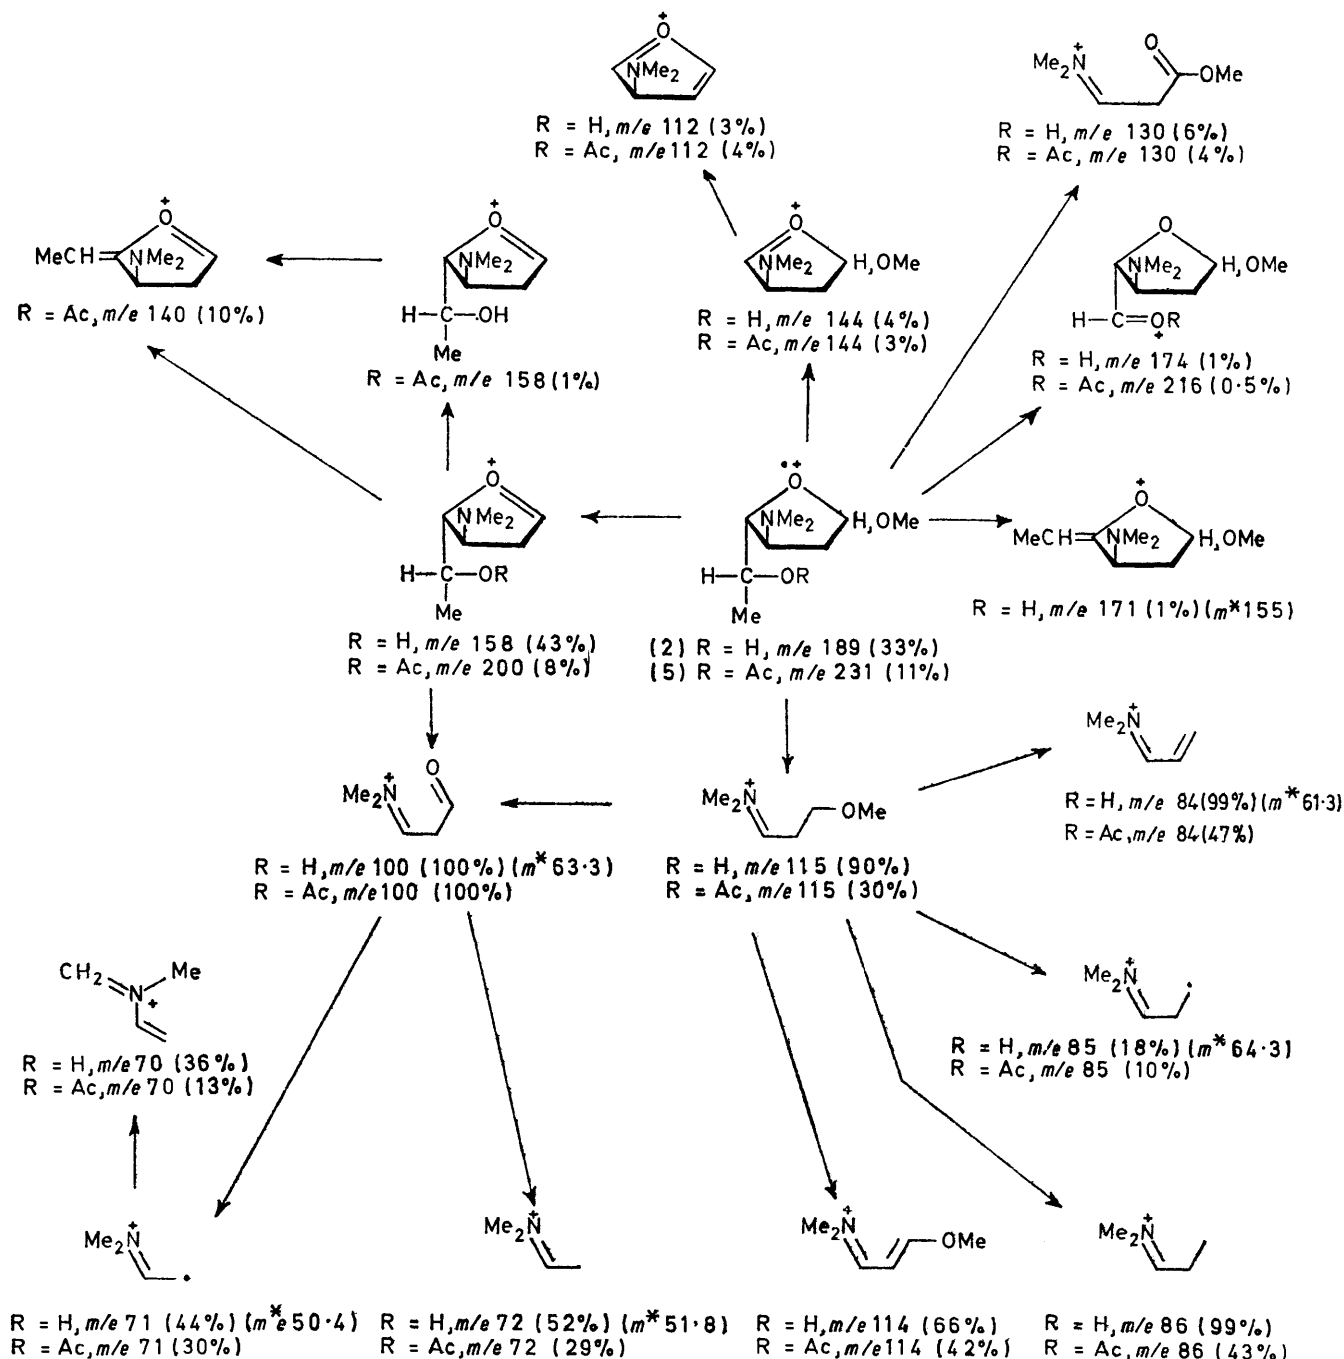 +
O
NMe2
R = H, m/e 112 (3%)
R = Ac, m/e 112 (4%)
+
Me2N
O
OMe
R = H, m/e 130 (6%)
R = Ac, m/e 130 (4%)
+
O
MeCH=
NMe2
R = Ac, m/e 140 (10%)
+
O
NMe2
H—C—OH
Me
R = Ac, m/e 158 (1%)
+
O
NMe2
H, OMe
R = H, m/e 144 (4%)
R = Ac, m/e 144 (3%)
O
NMe2
H, OMe
H—C=OR
+
R = H, m/e 174 (1%)
R = Ac, m/e 216 (0·5%)
+
O
NMe2
H—C—OR
Me
R = H, m/e 158 (43%)
R = Ac, m/e 200 (8%)
•+
O
NMe2
H, OMe
H—C—OR
Me
(2) R = H, m/e 189 (33%)
(5) R = Ac, m/e 231 (11%)
+
O
MeCH=
NMe2
H, OMe
R = H, m/e 171 (1%) (m* 155)
+
Me2N
O
R = H, m/e 100 (100%) (m* 63·3)
R = Ac, m/e 100 (100%)
+
Me2N
OMe
R = H, m/e 115 (90%)
R = Ac, m/e 115 (30%)
+
Me2N
R = H, m/e 84 (99%) (m* 61·3)
R = Ac, m/e 84 (47%)
CH2
Me
N
+
R = H, m/e 70 (36%)
R = Ac, m/e 70 (13%)
+
Me2N
•
R = H, m/e 85 (18%) (m* 64·3)
R = Ac, m/e 85 (10%)
+
Me2N
•
R = H, m/e 71 (44%) (m*e 50·4)
R = Ac, m/e 71 (30%)
+
Me2N
R = H, m/e 72 (52%) (m* 51·8)
R = Ac, m/e 72 (29%)
+
Me2N
OMe
R = H, m/e 114 (66%)
R = Ac, m/e 114 (42%)
+
Me2N
R = H, m/e 86 (99%)
R = Ac, m/e 86 (43%)